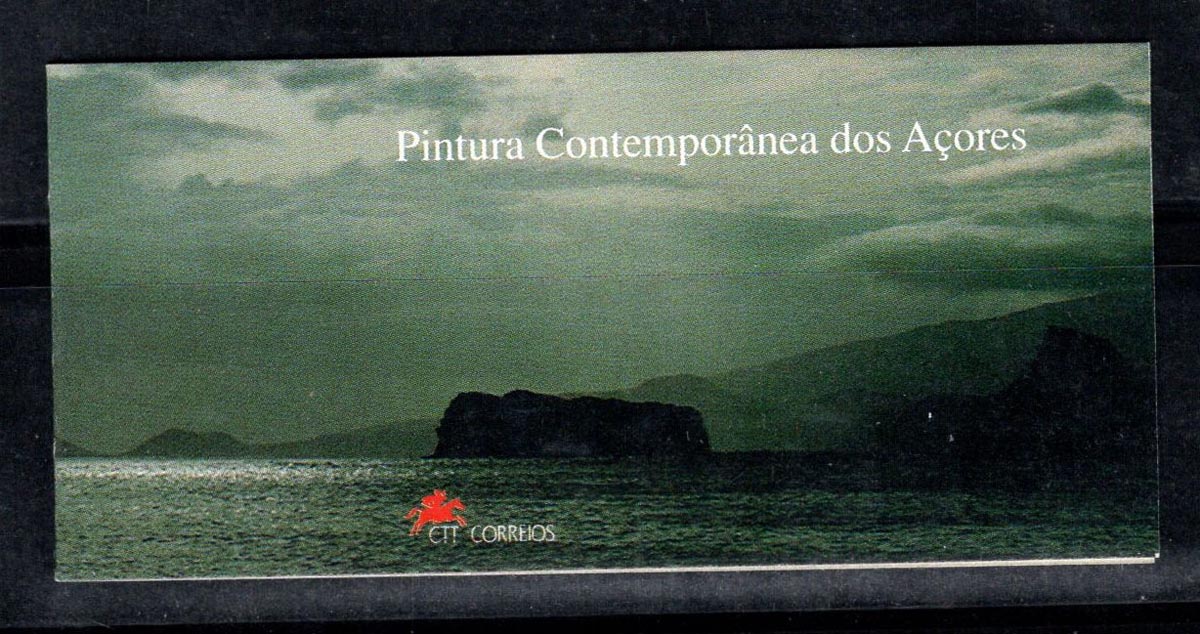 Pintura Contemporânea dos Açores
CTT CORREIOS